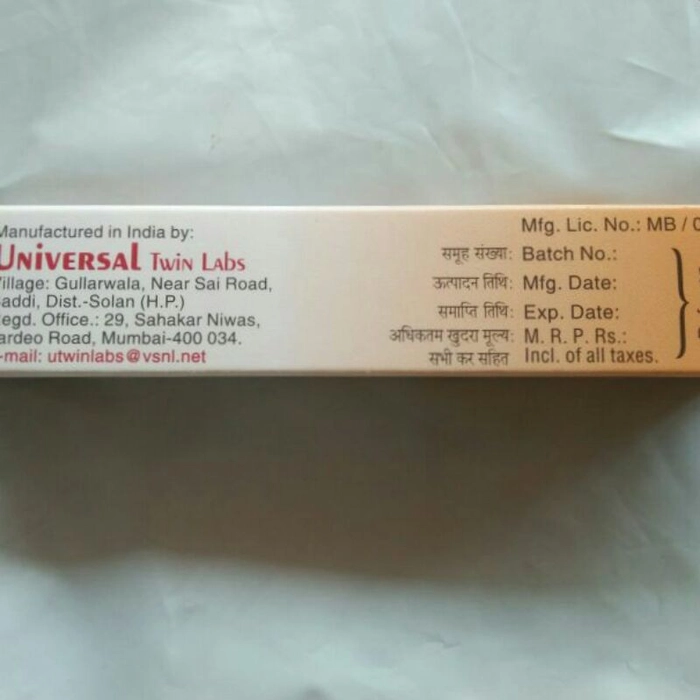 Manufactured in India by:
UNIVERSAL TWIN LABS
Village: Gullarwala, Near Sai Road,
Baddi, Dist.-Solan (H.P.)
Regd. Office.: 29, Sahakar Niwas,
Tardeo Road, Mumbai-400 034.
E-mail: utwinlabs@vsnl.net
Mfg. Lic. No.: MB / 0
समूह संख्या: Batch No.:
ऊत्पादन तिथि: Mfg. Date:
समाप्ति तिथि: Exp. Date:
अधिकतम खुदरा मूल्य: M. R. P. Rs.:
सभी कर सहित Incl. of all taxes.